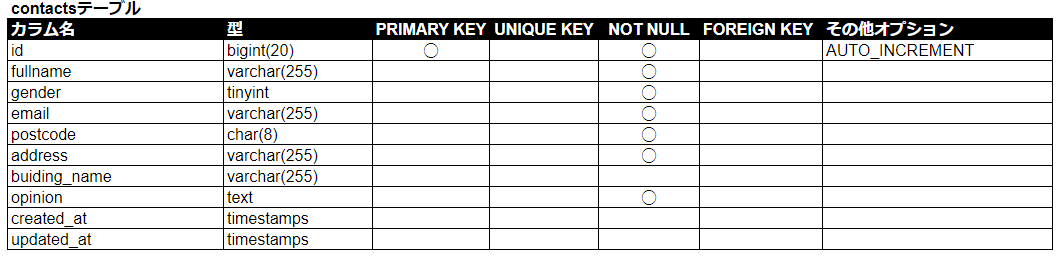 contactsテーブル
カラム名 型 PRIMARY KEY UNIQUE KEY NOT NULL FOREIGN KEY その他オプション
id bigint(20) ○ ○ AUTO_INCREMENT
fullname varchar(255) ○
gender tinyint ○
email varchar(255) ○
postcode char(8) ○
address varchar(255) ○
buiding_name varchar(255)
opinion text ○
created_at timestamps
updated_at timestamps